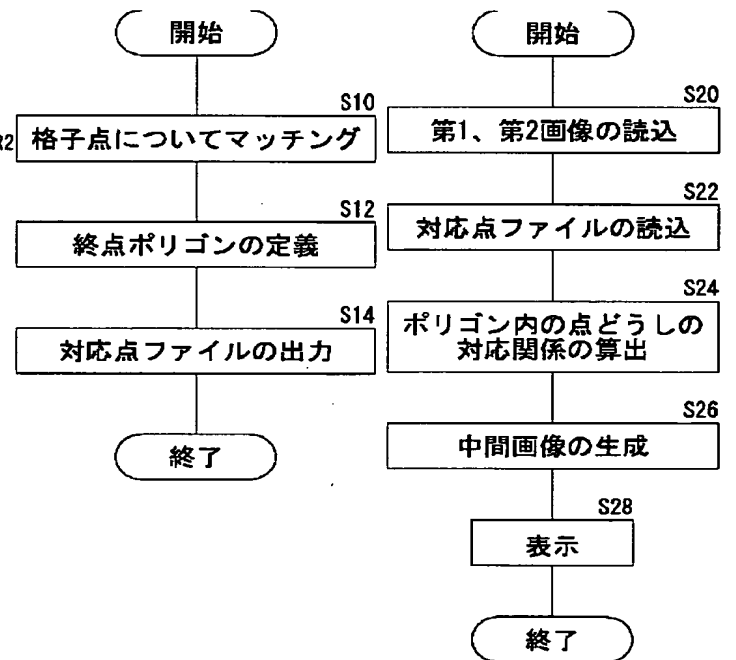 開始
S10
R2
格子点についてマッチング
S12
終点ポリゴンの定義
S14
対応点ファイルの出力
終了
開始
S20
第1、第2画像の読込
S22
対応点ファイルの読込
S24
ポリゴン内の点どうしの
対応関係の算出
S26
中間画像の生成
S28
表示
終了